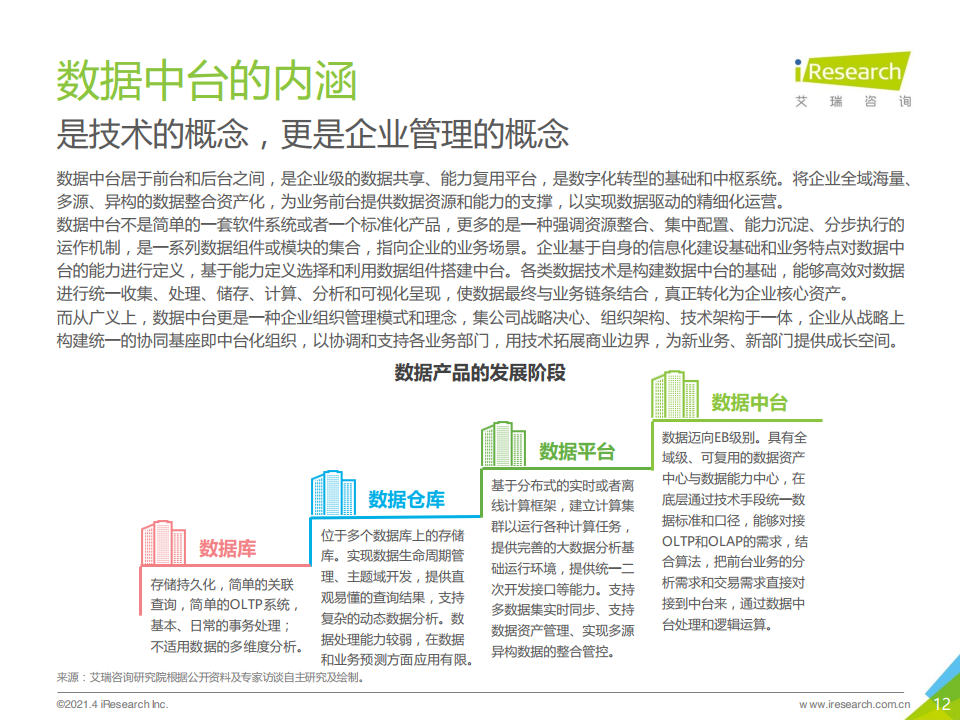 数据中台的内涵
iResearch
艾瑞咨询
是技术的概念，更是企业管理的概念
数据中台居于前台和后台之间，是企业级的数据共享、能力复用平台，是数字化转型的基础和中枢系统。将企业全域海量、
多源、异构的数据整合资产化，为业务前台提供数据资源和能力的支撑，以实现数据驱动的精细化运营。
数据中台不是简单的一套软件系统或者一个标准化产品，更多的是一种强调资源整合、集中配置、能力沉淀、分步执行的
运作机制，是一系列数据组件或模块的集合，指向企业的业务场景。企业基于自身的信息化建设基础和业务特点对数据中
台的能力进行定义，基于能力定义选择和利用数据组件搭建中台。各类数据技术是构建数据中台的基础，能够高效对数据
进行统一收集、处理、储存、计算、分析和可视化呈现，使数据最终与业务链条结合，真正转化为企业核心资产。
而从广义上，数据中台更是一种企业组织管理模式和理念，集公司战略决心、组织架构、技术架构于一体，企业从战略上
构建统一的协同基座即中台化组织，以协调和支持各业务部门，用技术拓展商业边界，为新业务、新部门提供成长空间。
数据产品的发展阶段
数据库
存储持久化，简单的关联
查询，简单的OLTP系统，
基本、日常的事务处理；
不适用数据的多维度分析。
数据仓库
位于多个数据库上的存储
库。实现数据生命周期管
理、主题域开发，提供直
观易懂的查询结果，支持
复杂的动态数据分析。数
据处理能力较弱，在数据
和业务预测方面应用有限。
数据平台
基于分布式的实时或者离
线计算框架，建立计算集
群以运行各种计算任务，
提供完善的大数据分析基
础运行环境，提供统一二
次开发接口等能力。支持
多数据集实时同步、支持
数据资产管理、实现多源
异构数据的整合管控。
数据中台
数据迈向EB级别。具有全
域级、可复用的数据资产
中心与数据能力中心，在
底层通过技术手段统一数
据标准和口径，能够对接
OLTP和OLAP的需求，结
合算法，把前台业务的分
析需求和交易需求直接对
接到中台来，通过数据中
台处理和逻辑运算。
来源：艾瑞咨询研究院根据公开资料及专家访谈自主研究及绘制。
©2021.4 iResearch Inc.
www.iresearch.com.cn
12